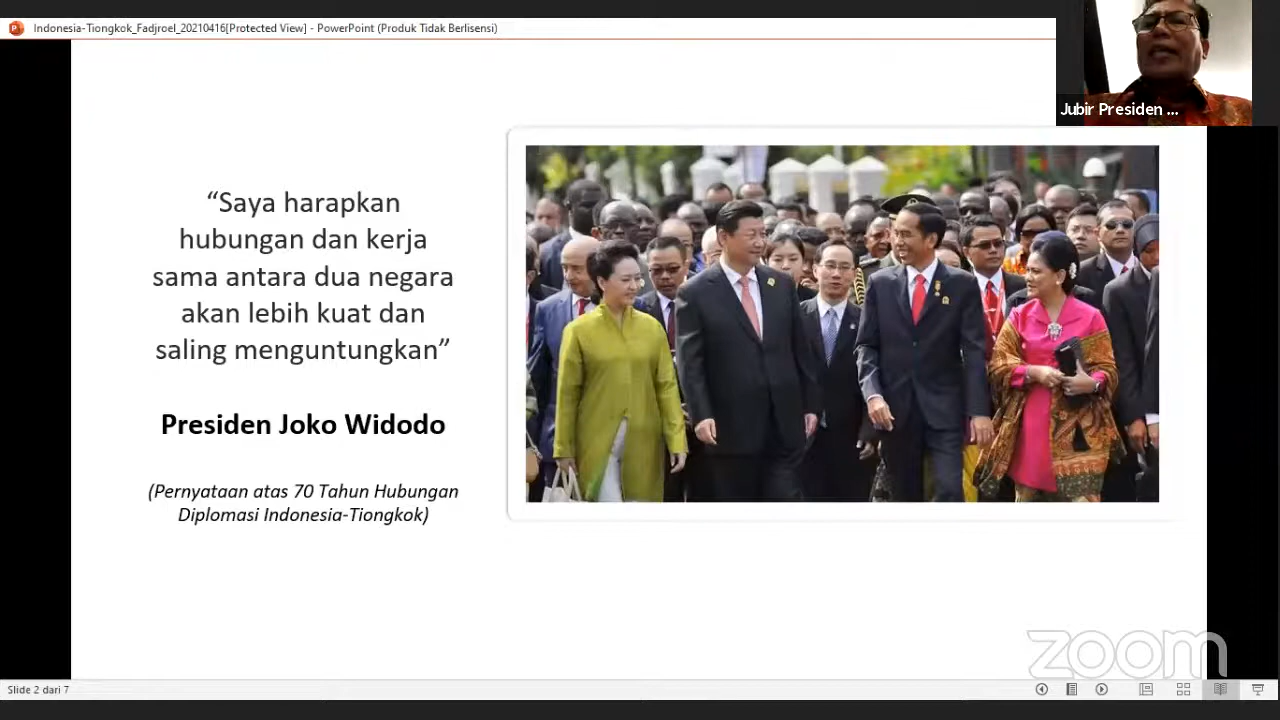 Indonesia-Tiongkok_Fadjroel_20210416[Protected View] - PowerPoint (Produk Tidak Berlisensi)
Jubir Presiden ...
“Saya harapkan
hubungan dan kerja
sama antara dua negara
akan lebih kuat dan
saling menguntungkan”
Presiden Joko Widodo
(Pernyataan atas 70 Tahun Hubungan
Diplomasi Indonesia-Tiongkok)
zoom
Slide 2 dari 7